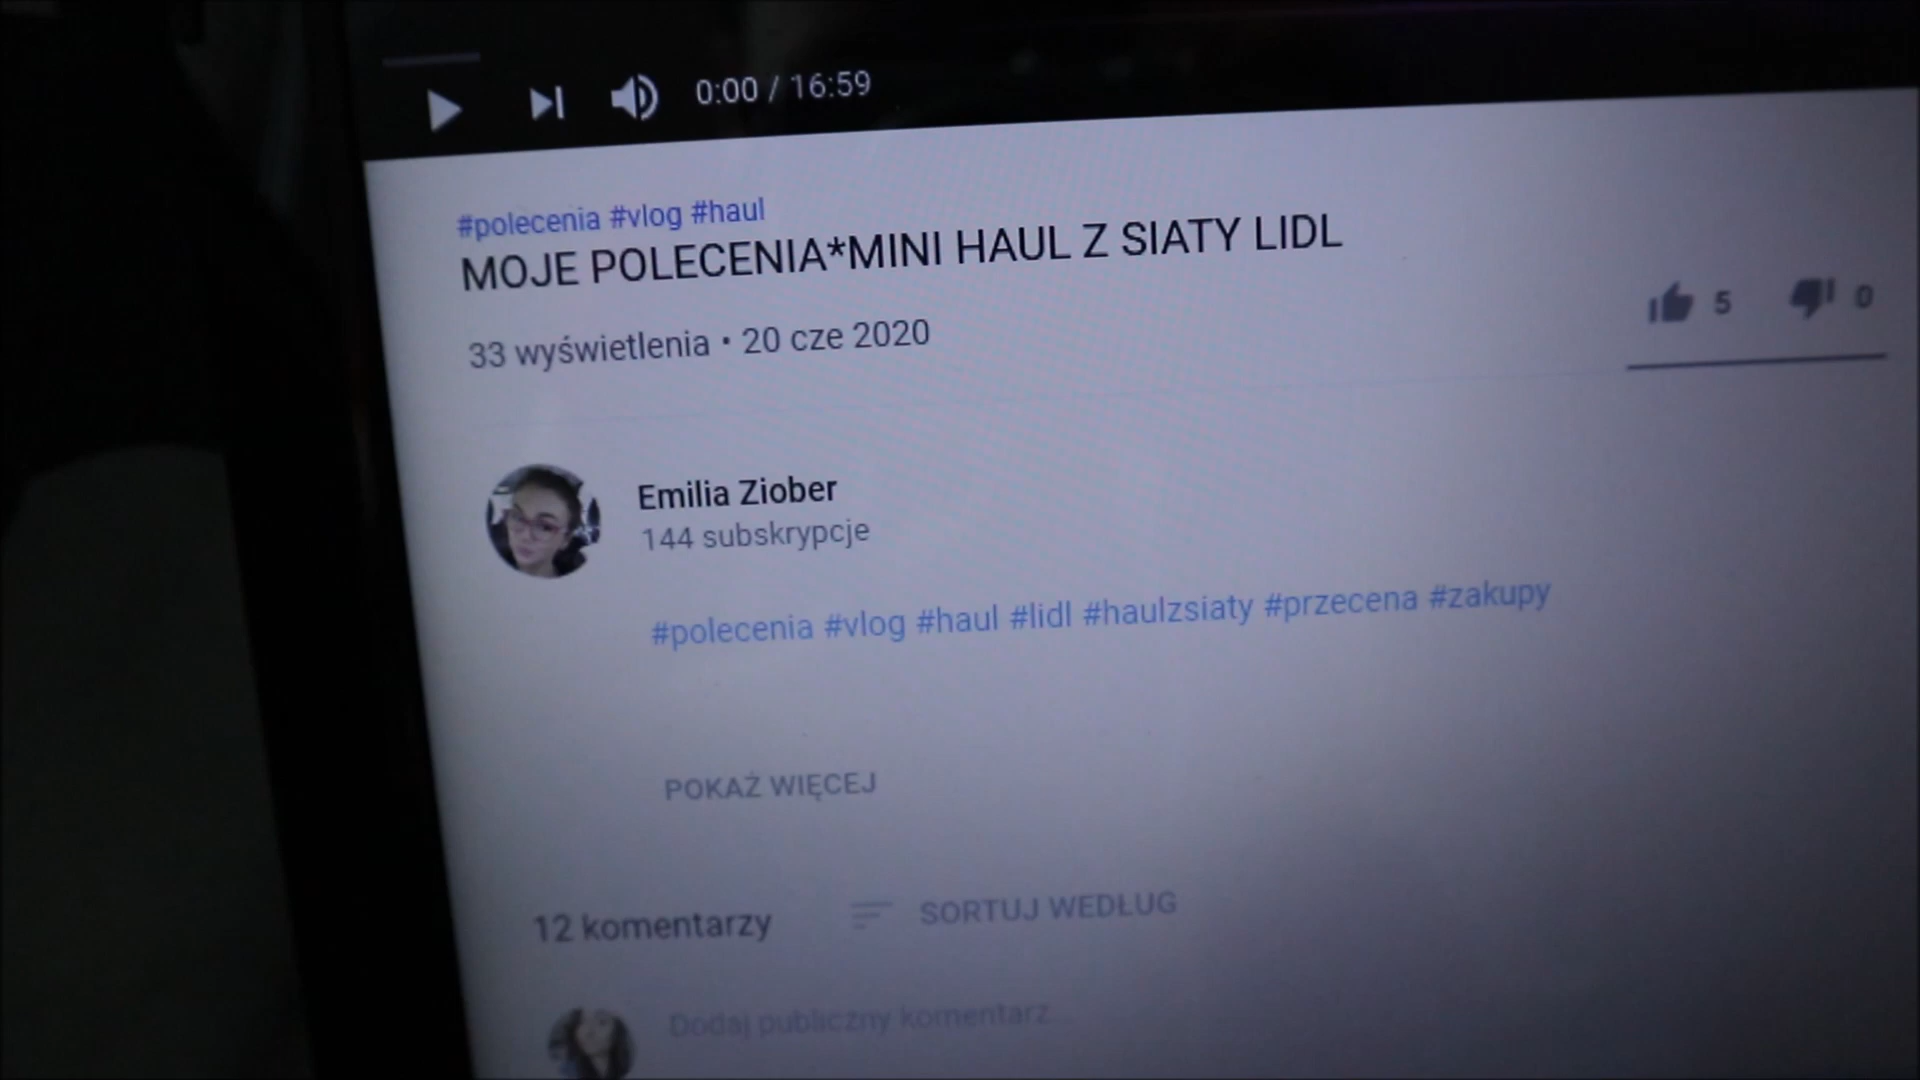 0:00 / 16:59
#polecenia #vlog #haul
MOJE POLECENIA*MINI HAUL Z SIATY LIDL
33 wyświetlenia • 20 cze 2020
5 0
Emilia Ziober
144 subskrypcje
#polecenia #vlog #haul #lidl #haulzsiaty #przecena #zakupy
POKAŻ WIĘCEJ
12 komentarzy SORTUJ WEDŁUG
Dodaj publiczny komentarz...